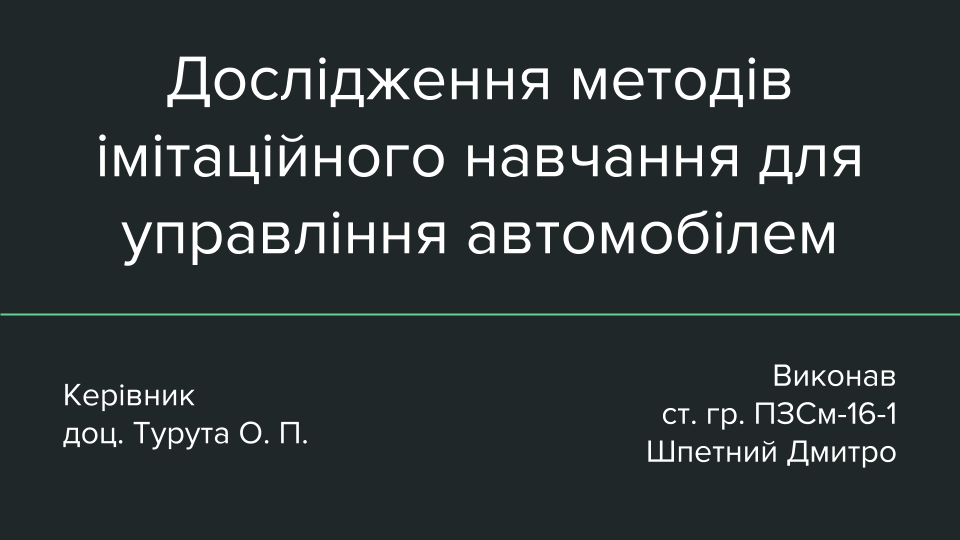 Дослідження методів
імітаційного навчання для
управління автомобілем
Керівник
доц. Турута О. П.
Виконав
ст. гр. ПЗСм-16-1
Шпетний Дмитро